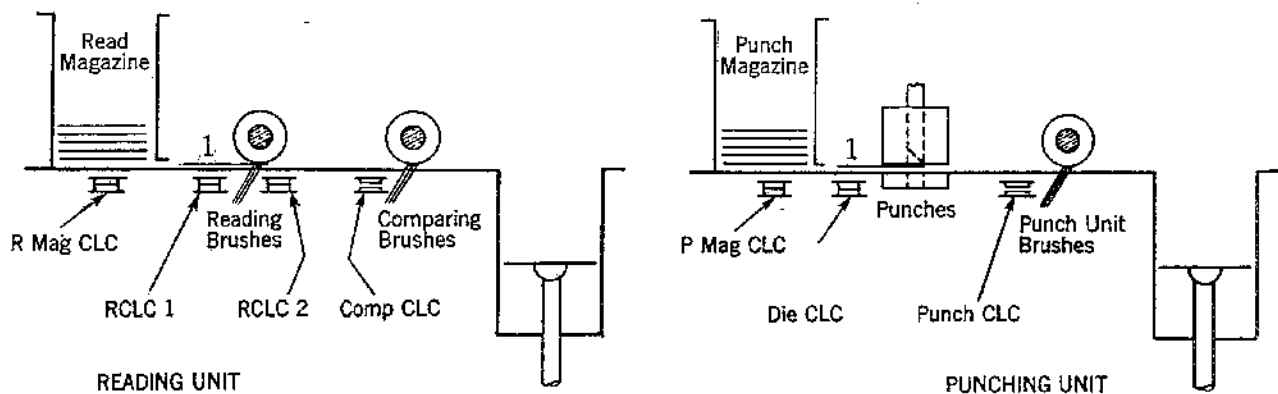 Read
Magazine
1
Reading
Brushes
Comparing
Brushes
R Mag CLC
RCLC 1
RCLC 2
Comp CLC
READING UNIT
Punch
Magazine
1
Punches
Punch Unit
Brushes
P Mag CLC
Die CLC
Punch CLC
PUNCHING UNIT